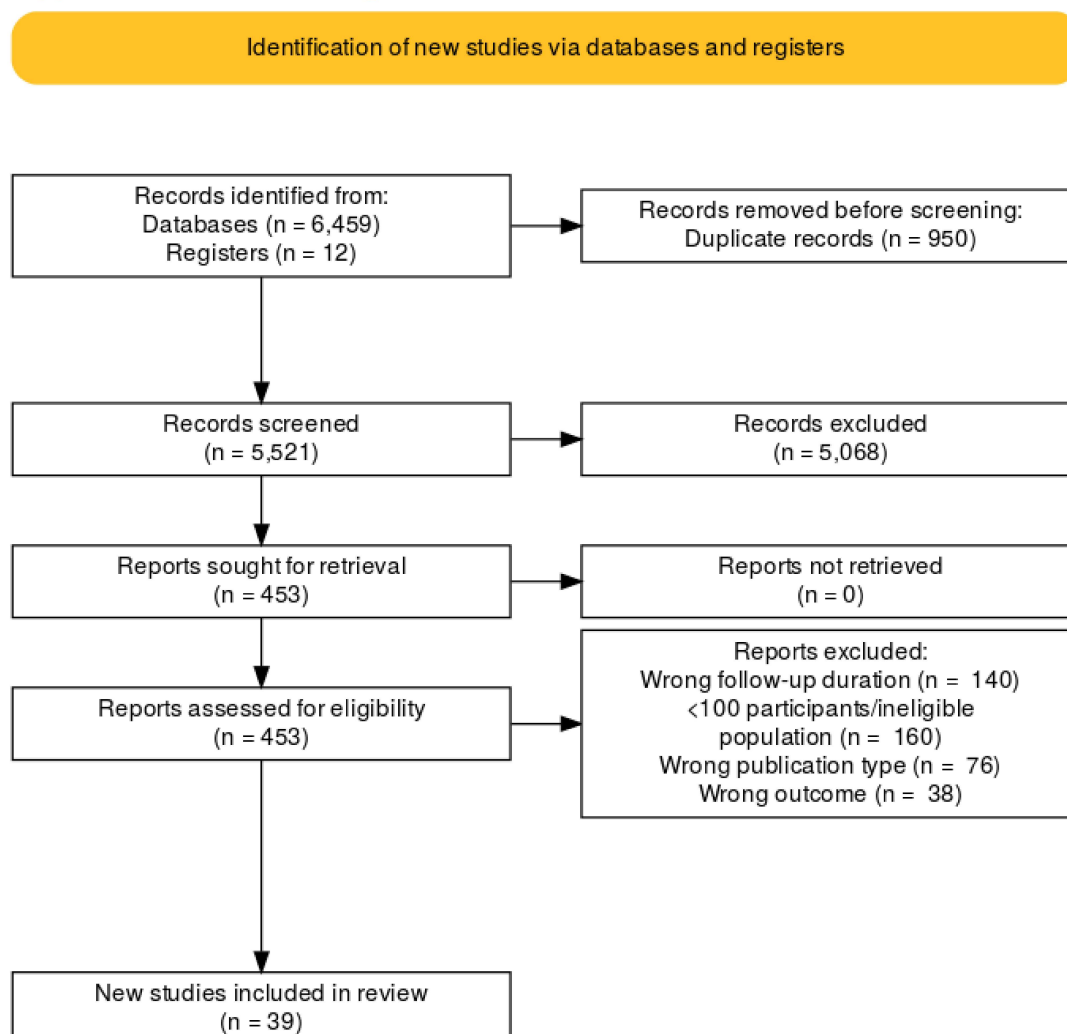 Identification of new studies via databases and registers
Records identified from:
Databases (n = 6,459)
Registers (n = 12)
Records removed before screening:
Duplicate records (n = 950)
Records screened
(n = 5,521)
Records excluded
(n = 5,068)
Reports sought for retrieval
(n = 453)
Reports not retrieved
(n = 0)
Reports assessed for eligibility
(n = 453)
Reports excluded:
Wrong follow-up duration (n = 140)
<100 participants/ineligible
population (n = 160)
Wrong publication type (n = 76)
Wrong outcome (n = 38)
New studies included in review
(n = 39)